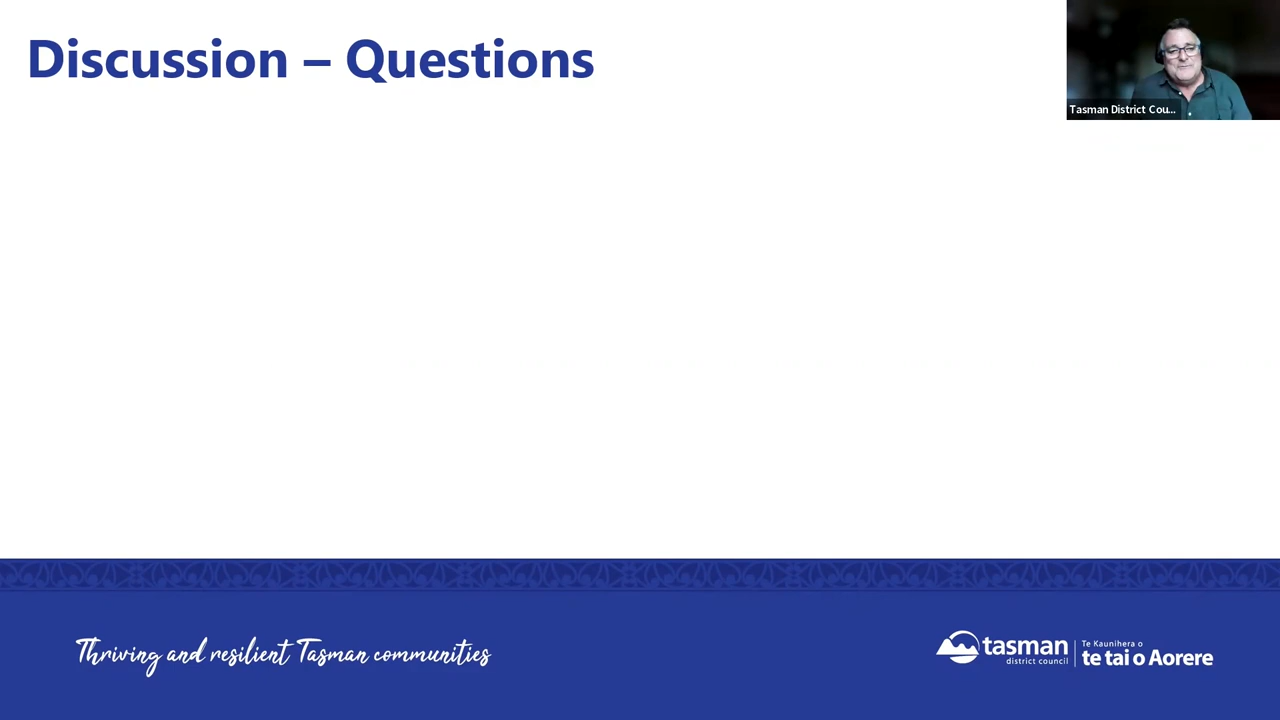 Discussion – Questions
Tasman District Cou...
Thriving and resilient Tasman communities
tasman
district council
Te Kaunihera o
te tai o Aorere